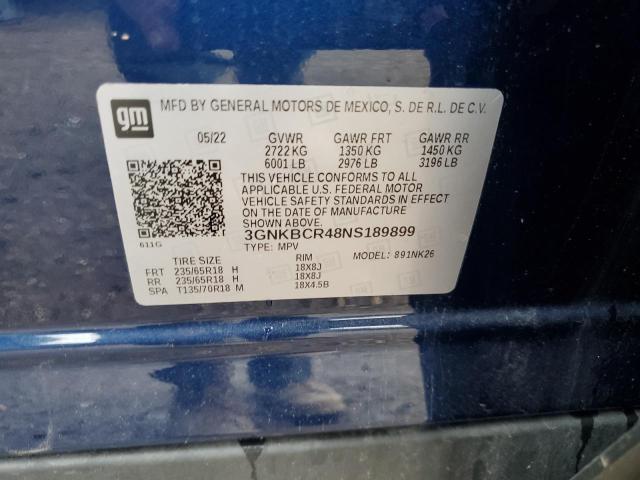 gm
MFD BY GENERAL MOTORS DE MEXICO, S. DE R.L. DE C.V.
05/22 GVWR GAWR FRT GAWR RR
2722 KG 1350 KG 1450 KG
6001 LB 2976 LB 3196 LB
THIS VEHICLE CONFORMS TO ALL
APPLICABLE U.S. FEDERAL MOTOR
VEHICLE SAFETY STANDARDS IN EFFECT
ON THE DATE OF MANUFACTURE SHOWN
ABOVE.
3GNKBCR48NS189899
611G
TYPE: MPV MODEL: 891NK26
TIRE SIZE RIM
FRT 235/65R18 H 18X8J
RR 235/65R18 H 18X8J
SPA T135/70R18 M 18X4.5B